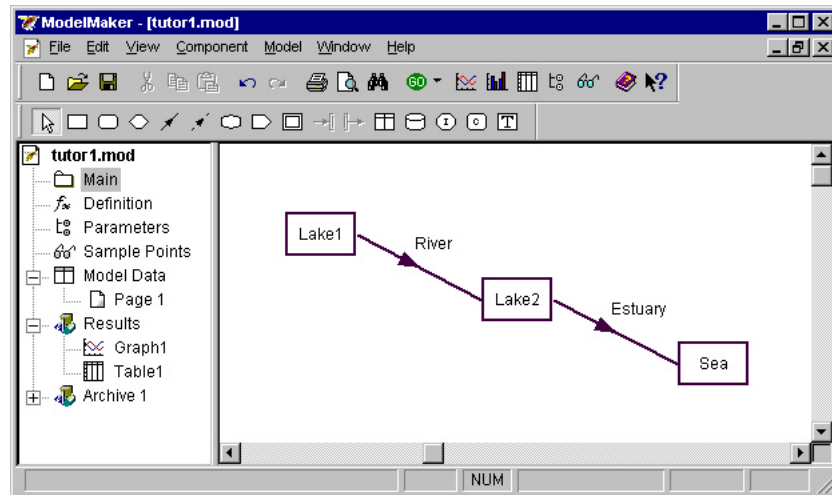 ModelMaker - [tutor1.mod]
File Edit View Component Model Window Help
GO
I C T
tutor1.mod
Main
Definition
Parameters
Sample Points
Model Data
Page 1
Results
Graph1
Table1
Archive 1
Lake1
River
Lake2
Estuary
Sea
NUM